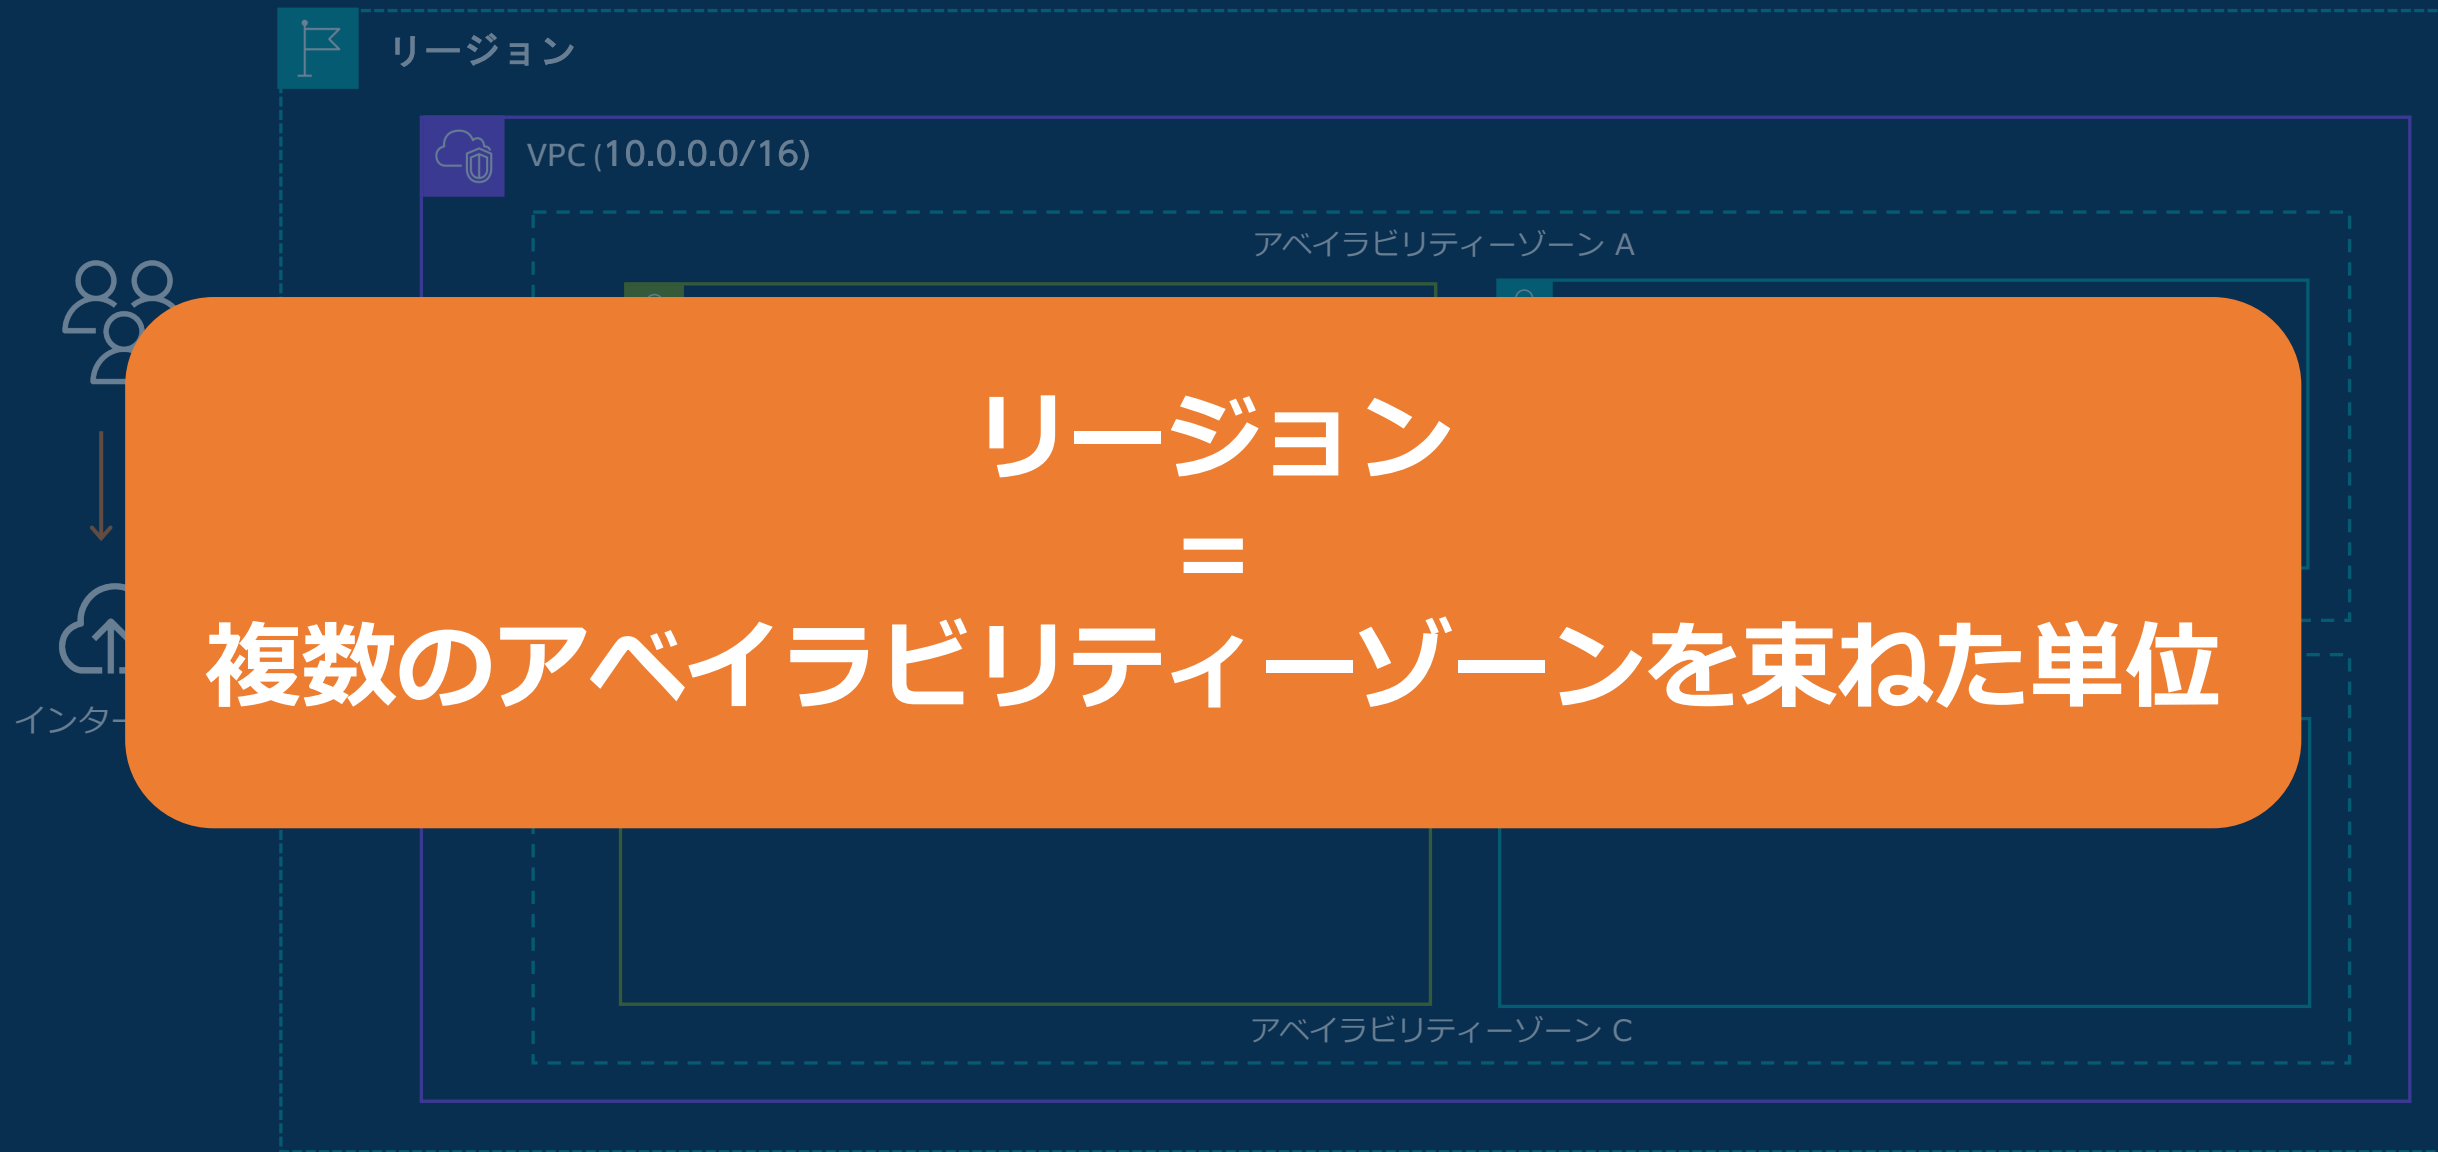 リージョン
VPC (10.0.0.0/16)
アベイラビリティーゾーン A
リージョン
=
複数のアベイラビリティーゾーンを束ねた単位
インター
アベイラビリティーゾーン C